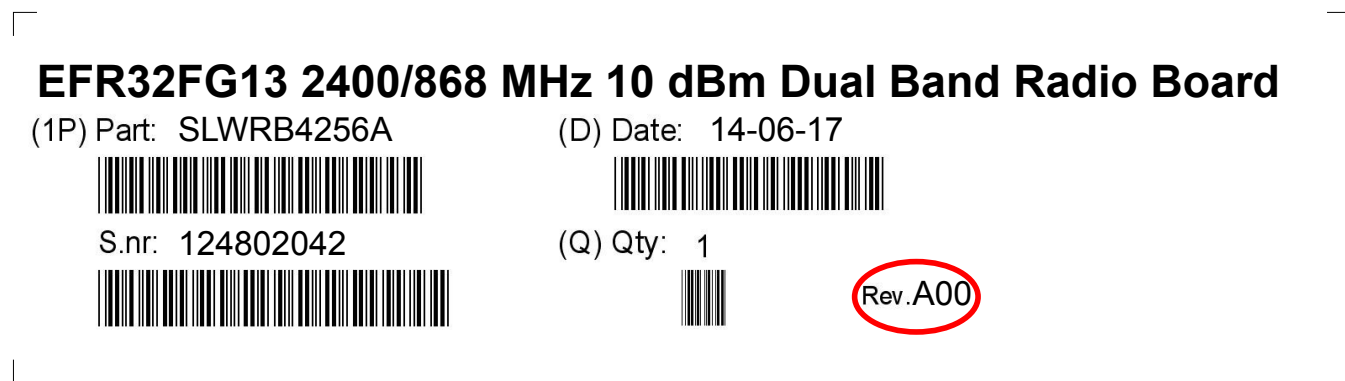 EFR32FG13 2400/868 MHz 10 dBm Dual Band Radio Board
(1P) Part: SLWRB4256A
(D) Date: 14-06-17
S.nr: 124802042
(Q) Qty: 1
Rev.A00